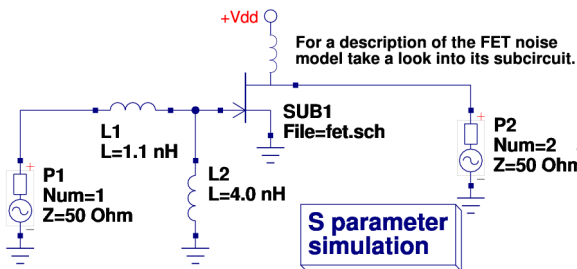 +Vdd
For a description of the FET noise
model take a look into its subcircuit.
SUB1
File=fet.sch
L1
L=1.1 nH
L2
L=4.0 nH
P1
Num=1
Z=50 Ohm
P2
Num=2
Z=50 Ohm
S parameter
simulation